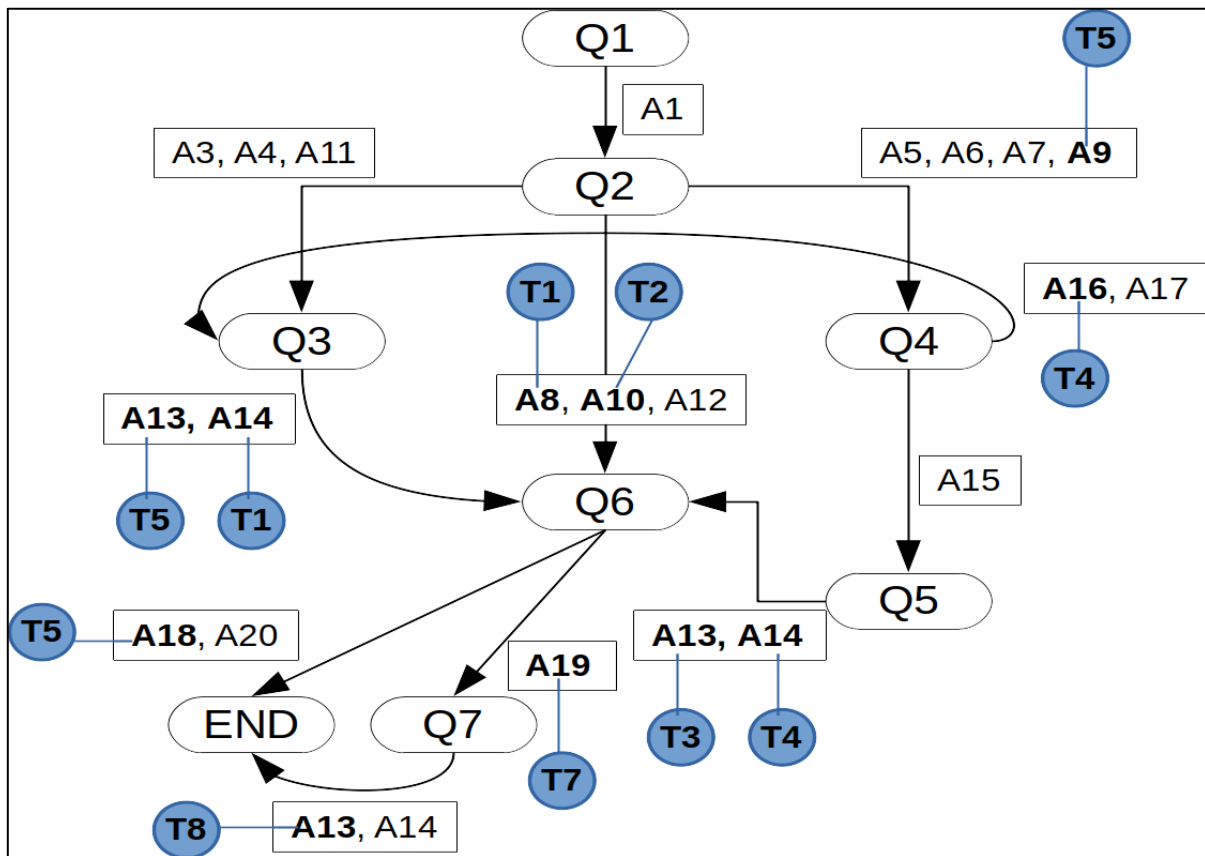 Q1
T5
A1
A3, A4, A11
A5, A6, A7, A9
Q2
T1
T2
A16, A17
Q3
Q4
T4
A8, A10, A12
A13, A14
A15
Q6
T5
T1
Q5
T5
A18, A20
A13, A14
A19
END
Q7
T3
T4
T7
T8
A13, A14